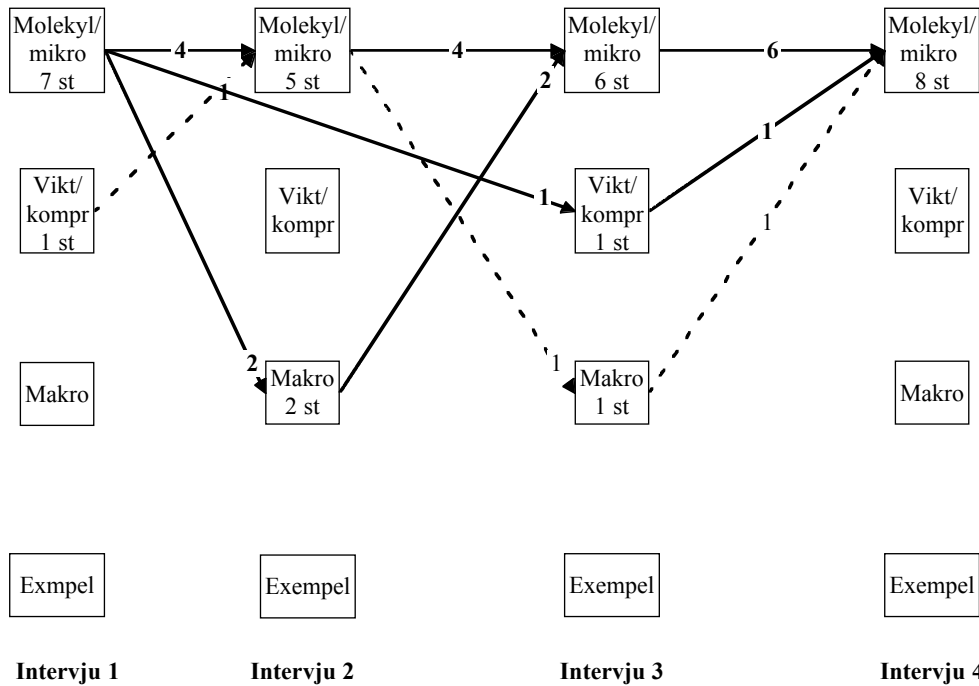 Molekyl/
mikro
7 st
4
Molekyl/
mikro
5 st
4
Molekyl/
mikro
6 st
6
Molekyl/
mikro
8 st
1
2
1
Vikt/
kompr
1 st
Vikt/
kompr
1
Vikt/
kompr
1 st
1
Vikt/
kompr
Makro
2
Makro
2 st
1
Makro
1 st
Makro
Exmpel
Exempel
Exempel
Exempel
Intervju 1
Intervju 2
Intervju 3
Intervju 4